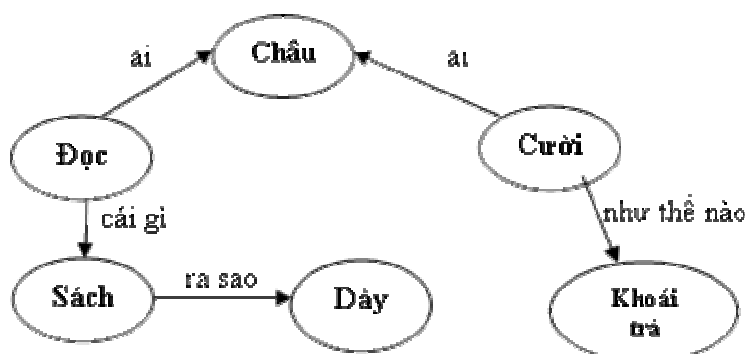 Châu
ai
ai
Đọc
Cười
cái gì
như thế nào
Sách
ra sao
Dày
Khoái
trá